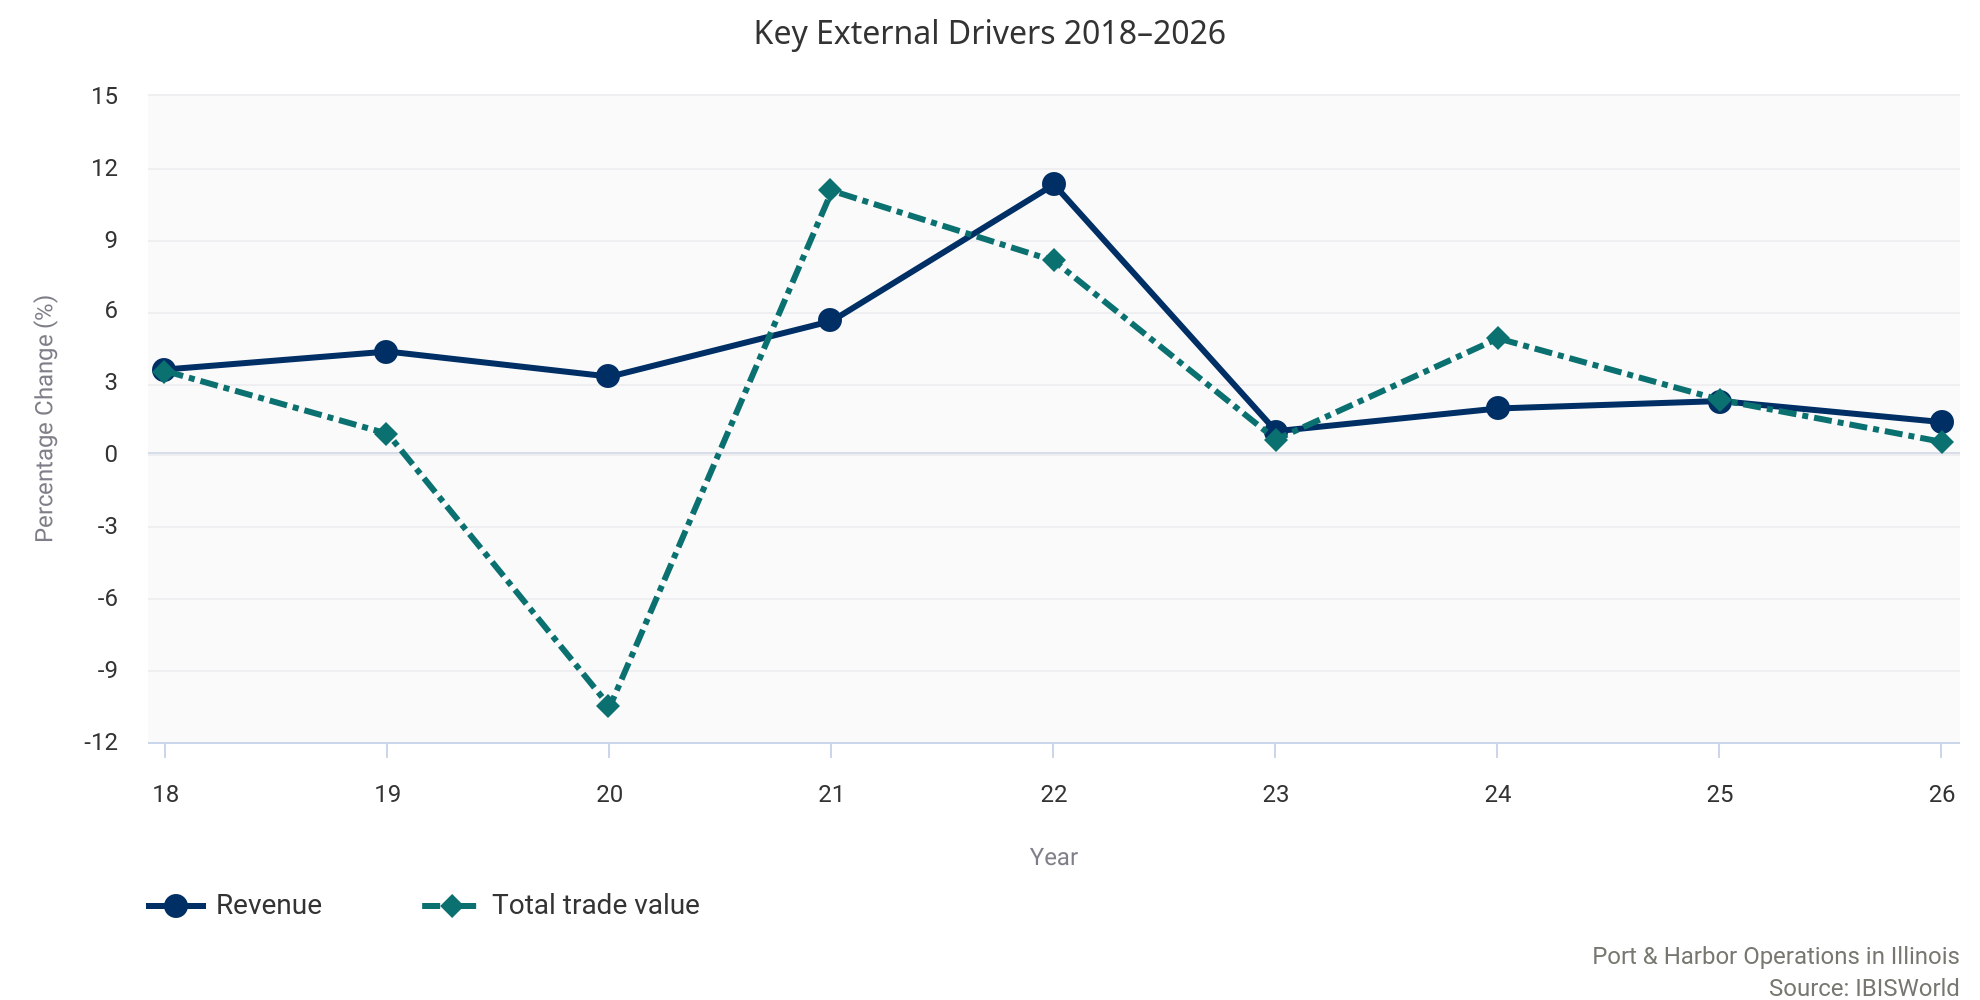 Key External Drivers 2018–2026
15
12
9
6
3
0
-3
-6
-9
-12
Percentage Change (%)
18 19 20 21 22 23 24 25 26
Year
Revenue Total trade value
Port & Harbor Operations in Illinois
Source: IBISWorld